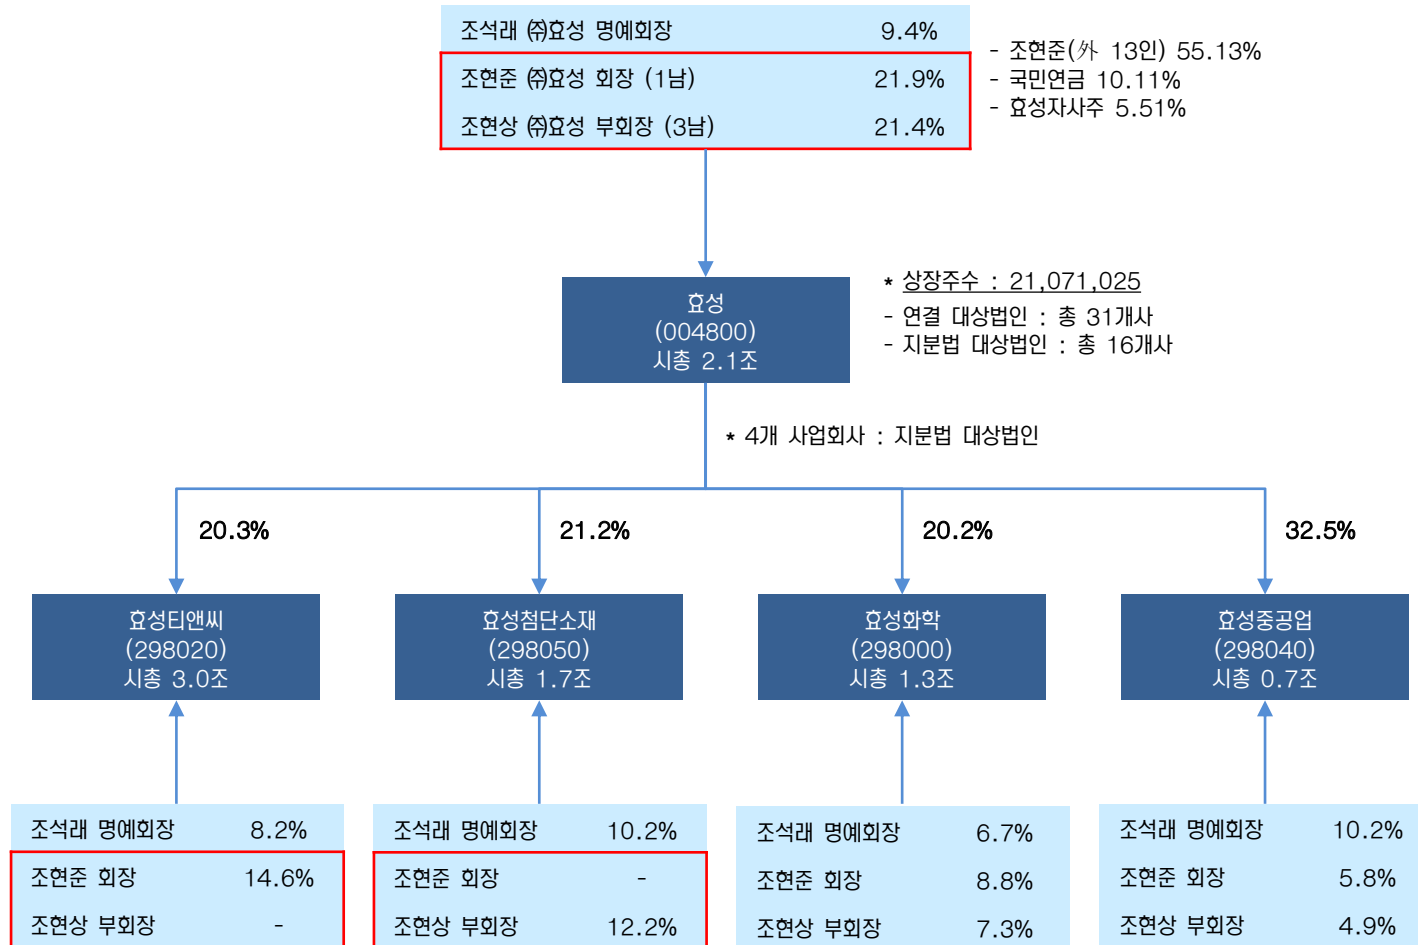 조석래 ㈜효성 명예회장 9.4%
조현준 ㈜효성 회장 (1남) 21.9%
조현상 ㈜효성 부회장 (3남) 21.4%
- 조현준(外 13인) 55.13%
- 국민연금 10.11%
- 효성자사주 5.51%
효성
(004800)
시총 2.1조
* 상장주수 : 21,071,025
- 연결 대상법인 : 총 31개사
- 지분법 대상법인 : 총 16개사
* 4개 사업회사 : 지분법 대상법인
20.3%
21.2%
20.2%
32.5%
효성티앤씨
(298020)
시총 3.0조
효성첨단소재
(298050)
시총 1.7조
효성화학
(298000)
시총 1.3조
효성중공업
(298040)
시총 0.7조
조석래 명예회장 8.2%
조현준 회장 14.6%
조현상 부회장 -
조석래 명예회장 10.2%
조현준 회장 -
조현상 부회장 12.2%
조석래 명예회장 6.7%
조현준 회장 8.8%
조현상 부회장 7.3%
조석래 명예회장 10.2%
조현준 회장 5.8%
조현상 부회장 4.9%